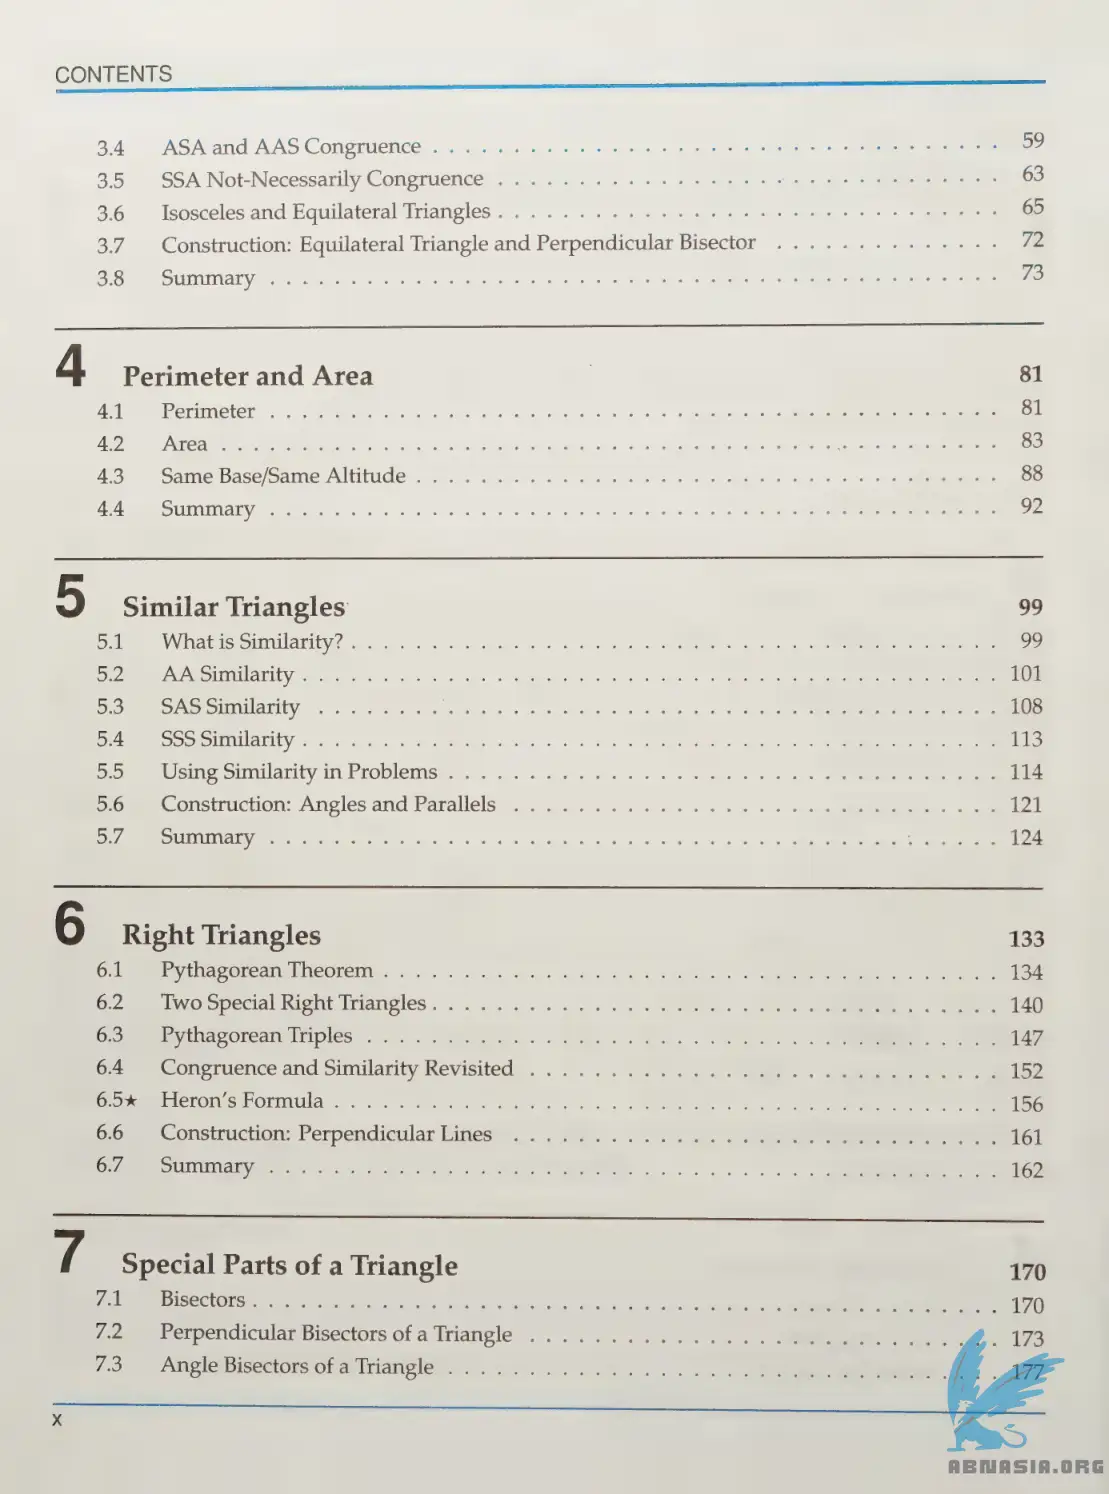 CONTENTS
3.4 ASA and AAS Congruence . . . . . . . . . . 59
3.5 SSA Not-Necessarily Congruence . . . . . . . . . . 63
3.6 Isosceles and Equilateral Triangles . . . . . . . . . . 65
3.7 Construction: Equilateral Triangle and Perpendicular Bisector . . . . . . . . . . 72
3.8 Summary . . . . . . . . . . 73
4 Perimeter and Area 81
4.1 Perimeter . . . . . . . . . . 81
4.2 Area . . . . . . . . . . 83
4.3 Same Base/Same Altitude . . . . . . . . . . 88
4.4 Summary . . . . . . . . . . 92
5 Similar Triangles 99
5.1 What is Similarity? . . . . . . . . . . 99
5.2 AA Similarity . . . . . . . . . . 101
5.3 SAS Similarity . . . . . . . . . . 108
5.4 SSS Similarity . . . . . . . . . . 113
5.5 Using Similarity in Problems . . . . . . . . . . 114
5.6 Construction: Angles and Parallels . . . . . . . . . . 121
5.7 Summary . . . . . . . . . . 124
6 Right Triangles 133
6.1 Pythagorean Theorem . . . . . . . . . . 134
6.2 Two Special Right Triangles . . . . . . . . . . 140
6.3 Pythagorean Triples . . . . . . . . . . 147
6.4 Congruence and Similarity Revisited . . . . . . . . . . 152
6.5★ Heron's Formula . . . . . . . . . . 156
6.6 Construction: Perpendicular Lines . . . . . . . . . . 161
6.7 Summary . . . . . . . . . . 162
7 Special Parts of a Triangle 170
7.1 Bisectors . . . . . . . . . . 170
7.2 Perpendicular Bisectors of a Triangle . . . . . . . . . . 173
7.3 Angle Bisectors of a Triangle . . . . . . . . . . 177
x
ABNASIA.ORG